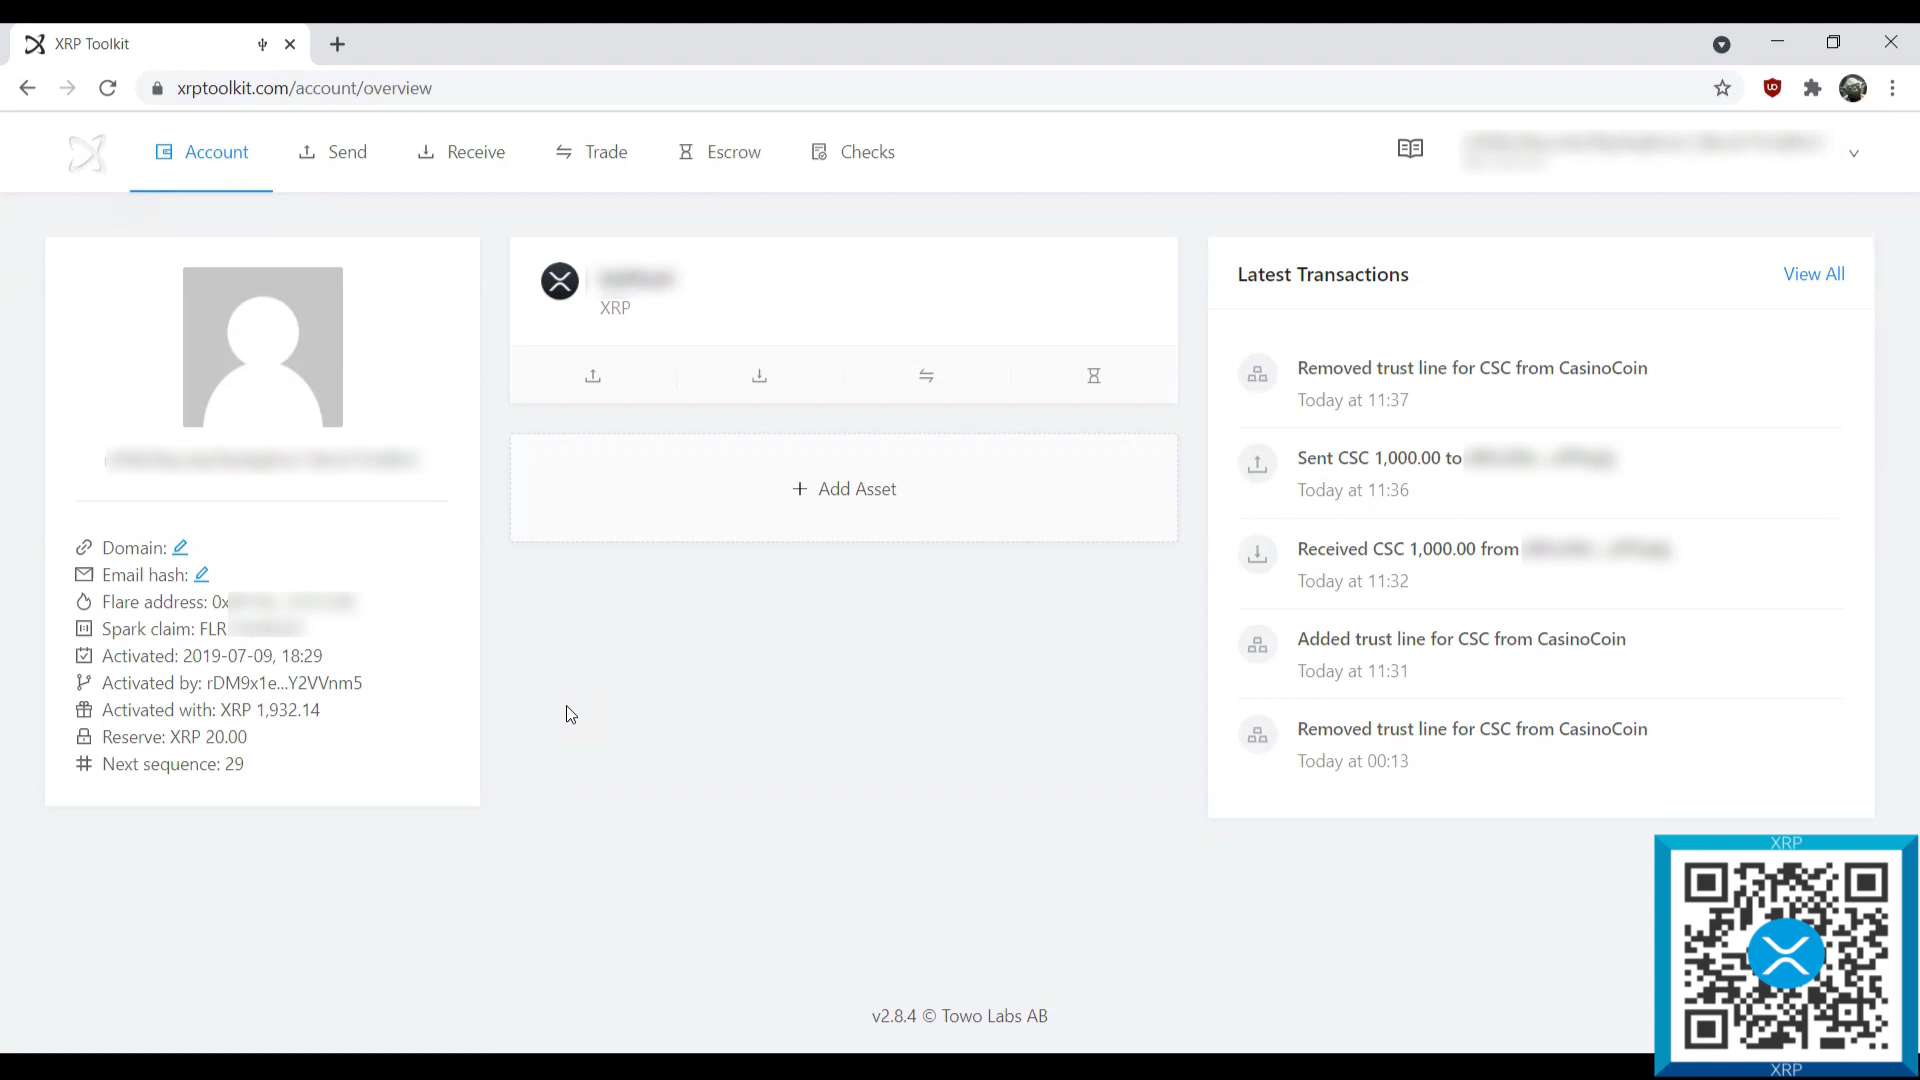 XRP Toolkit
xrptoolkit.com/account/overview
Account
Send
Receive
Trade
Escrow
Checks
XRP
+ Add Asset
Domain:
Email hash:
Flare address: 0x
Spark claim: FLR
Activated: 2019-07-09, 18:29
Activated by: rDM9x1e...Y2VVnm5
Activated with: XRP 1,932.14
Reserve: XRP 20.00
Next sequence: 29
Latest Transactions
View All
Removed trust line for CSC from CasinoCoin
Today at 11:37
Sent CSC 1,000.00 to
Today at 11:36
Received CSC 1,000.00 from
Today at 11:32
Added trust line for CSC from CasinoCoin
Today at 11:31
Removed trust line for CSC from CasinoCoin
Today at 00:13
v2.8.4 © Towo Labs AB
XRP
XRP